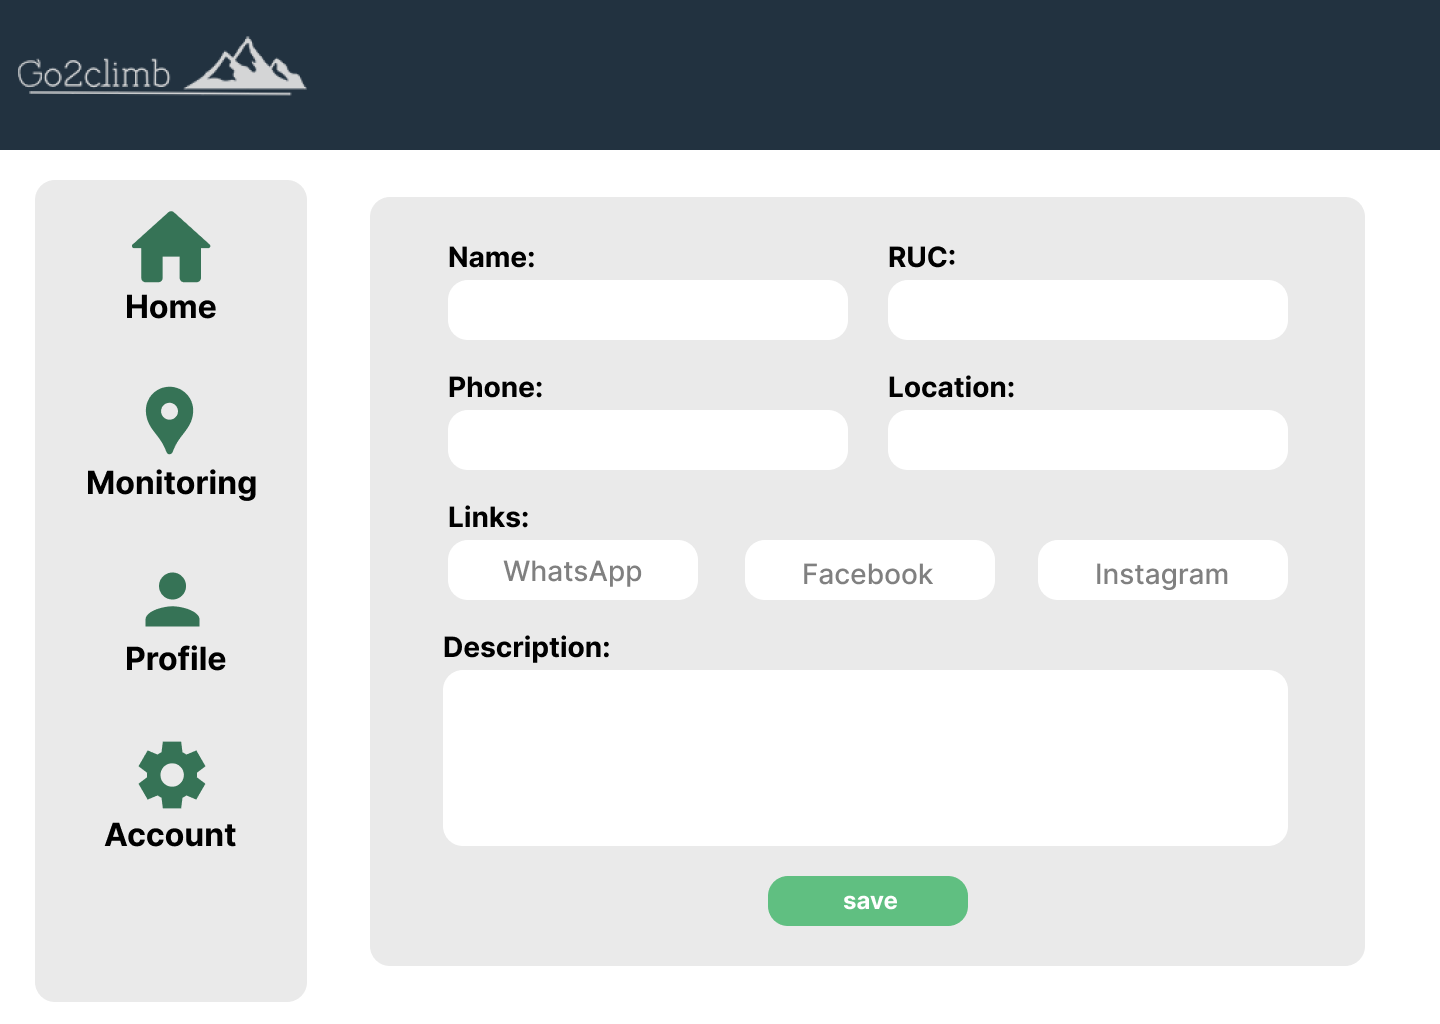 Go2climb
Home
Monitoring
Profile
Account
Name:
RUC:
Phone:
Location:
Links:
WhatsApp
Facebook
Instagram
Description:
save